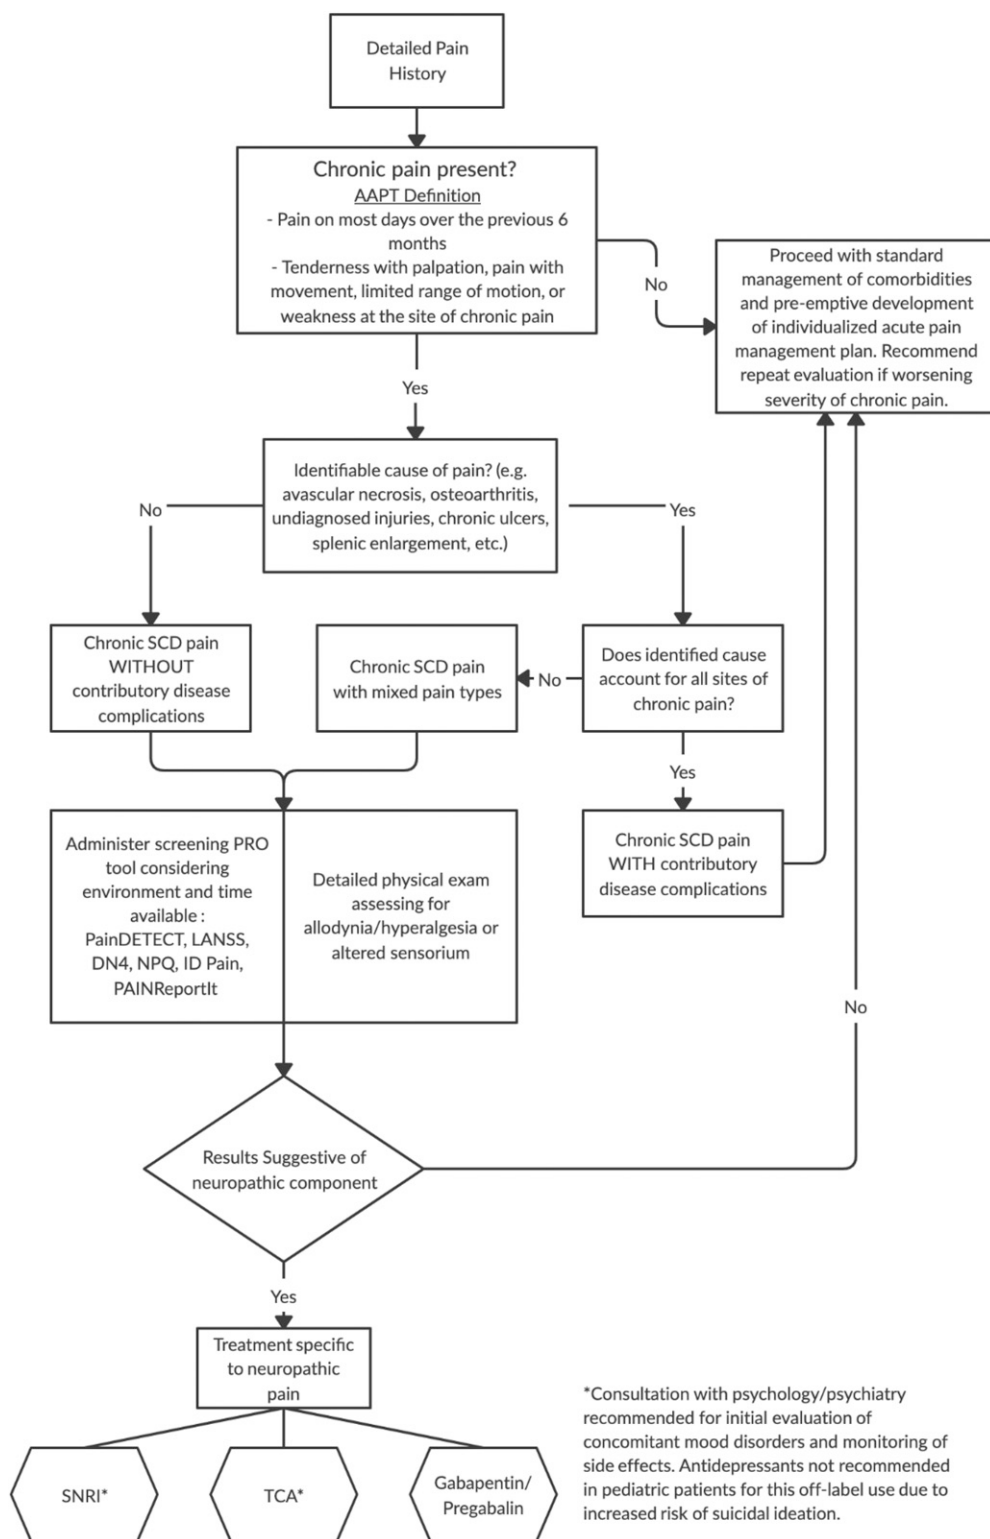 Detailed Pain
History
Chronic pain present?
AAPT Definition
- Pain on most days over the previous 6
months
- Tenderness with palpation, pain with
movement, limited range of motion, or
weakness at the site of chronic pain
No
Proceed with standard
management of comorbidities
and pre-emptive development
of individualized acute pain
management plan. Recommend
repeat evaluation if worsening
severity of chronic pain.
Yes
Identifiable cause of pain? (e.g.
avascular necrosis, osteoarthritis,
undiagnosed injuries, chronic ulcers,
splenic enlargement, etc.)
No
Yes
Chronic SCD pain
WITHOUT
contributory disease
complications
Chronic SCD pain
with mixed pain types
No
Does identified cause
account for all sites of
chronic pain?
Yes
Chronic SCD pain
WITH contributory
disease complications
Administer screening PRO
tool considering
environment and time
available :
PainDETECT, LANSS,
DN4, NPQ, ID Pain,
PAINReportIt
Detailed physical exam
assessing for
allodynia/hyperalgesia or
altered sensorium
No
Results Suggestive of
neuropathic component
Yes
Treatment specific
to neuropathic
pain
SNRI*
TCA*
Gabapentin/
Pregabalin
*Consultation with psychology/psychiatry
recommended for initial evaluation of
concomitant mood disorders and monitoring of
side effects. Antidepressants not recommended
in pediatric patients for this off-label use due to
increased risk of suicidal ideation.